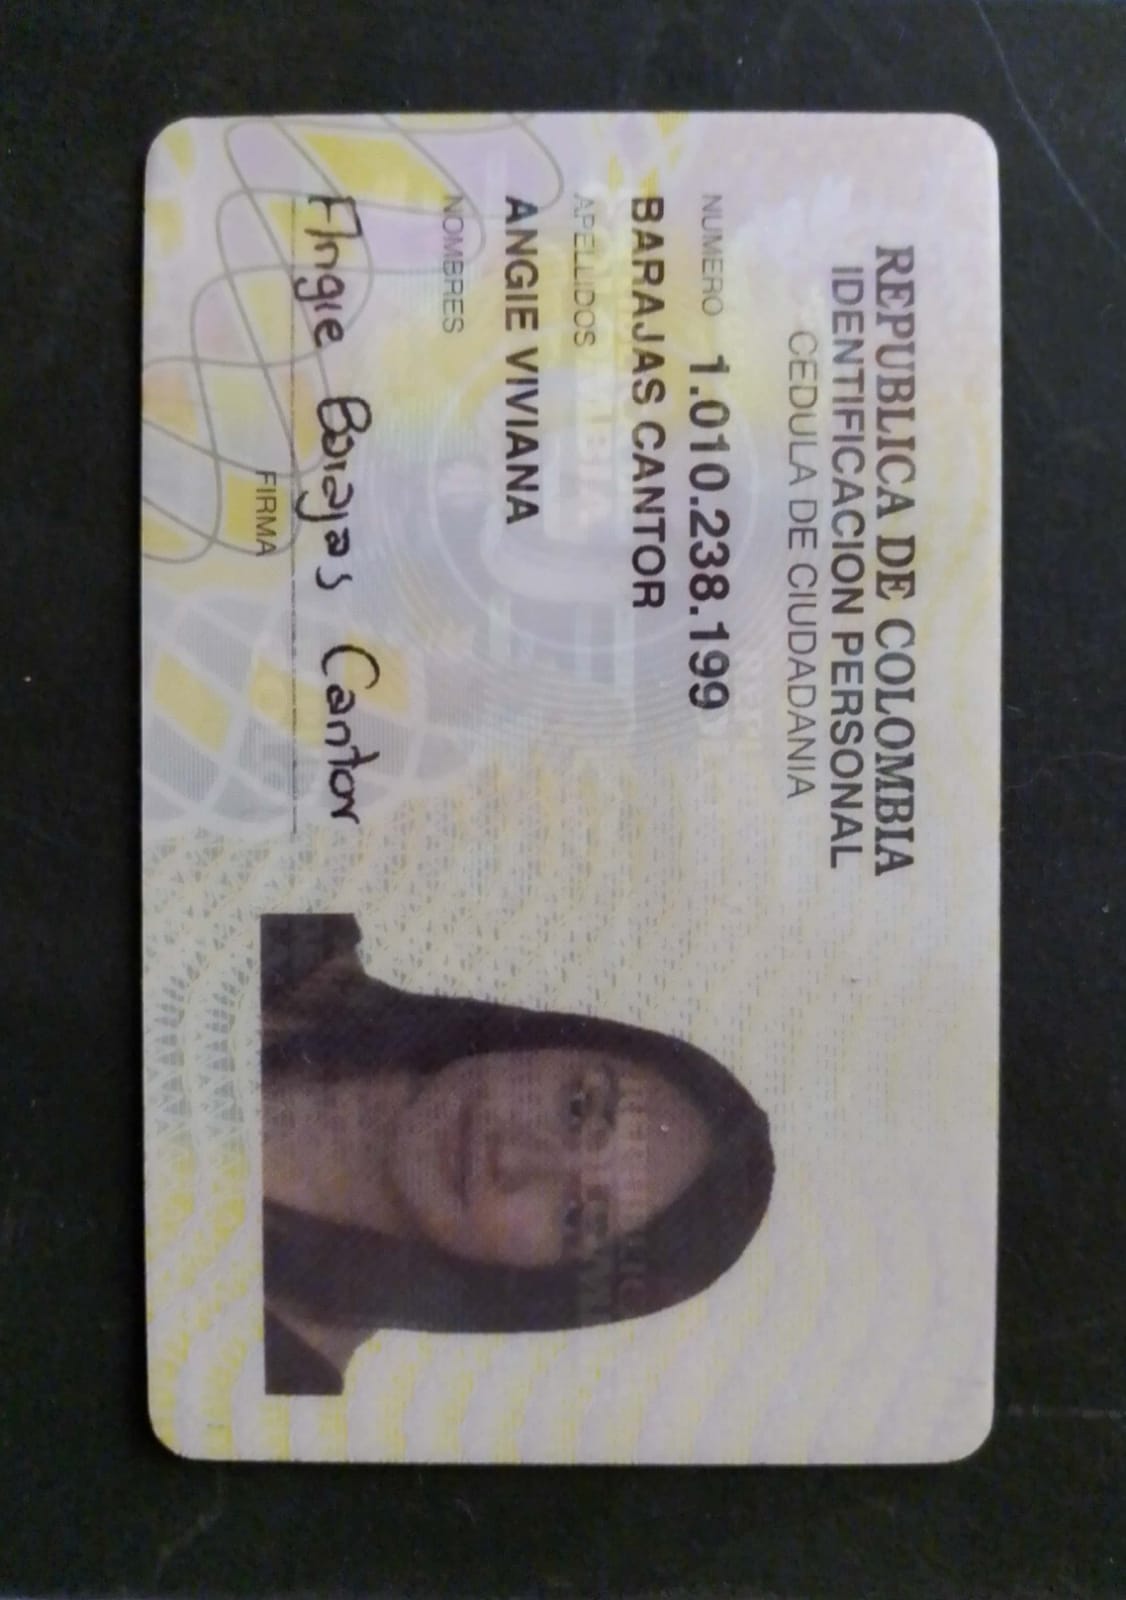 REPUBLICA DE COLOMBIA
IDENTIFICACION PERSONAL
CEDULA DE CIUDADANIA
NUMERO 1.010.238.199
BARAJAS CANTOR
APELLIDOS
ANGIE VIVIANA
NOMBRES
Angie Barajas Cantor
FIRMA